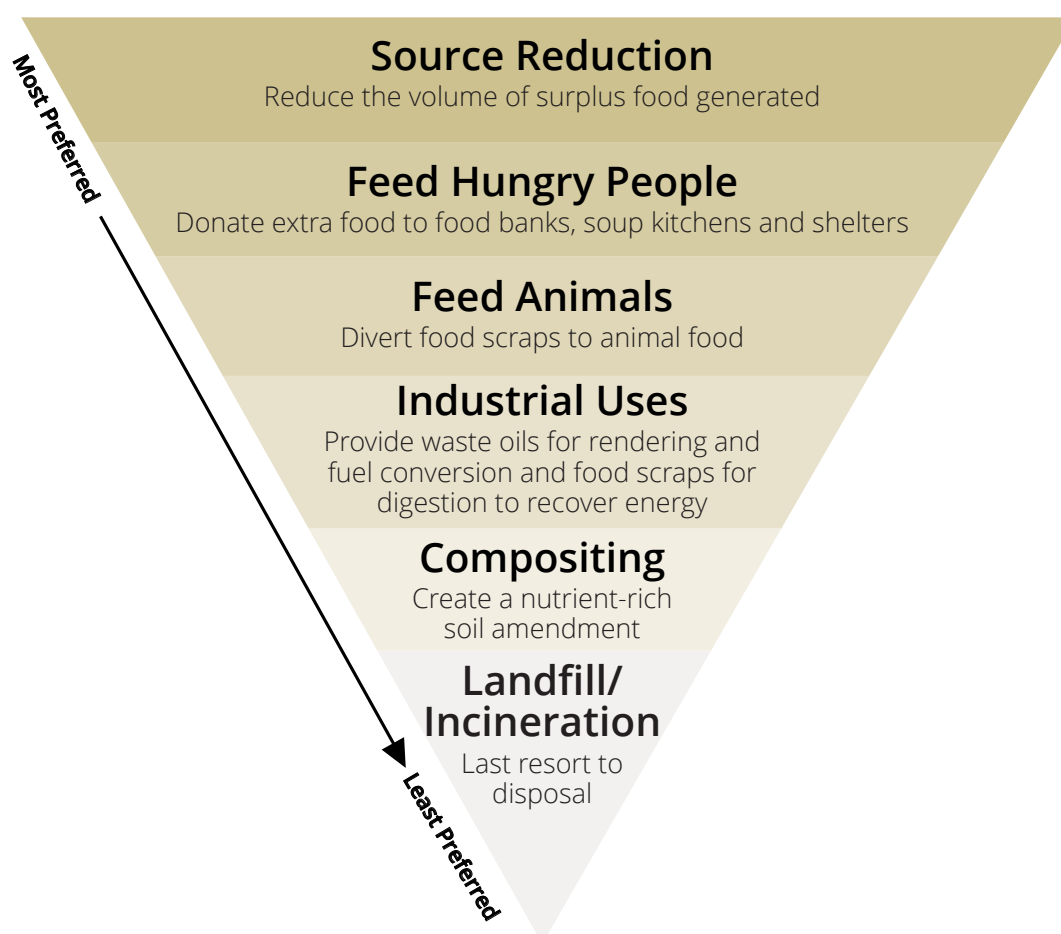 Source Reduction
Reduce the volume of surplus food generated
Most Preferred
Feed Hungry People
Donate extra food to food banks, soup kitchens and shelters
Feed Animals
Divert food scraps to animal food
Industrial Uses
Provide waste oils for rendering and
fuel conversion and food scraps for
digestion to recover energy
Compositing
Create a nutrient-rich
soil amendment
Landfill/
Incineration
Last resort to
disposal
Least Preferred